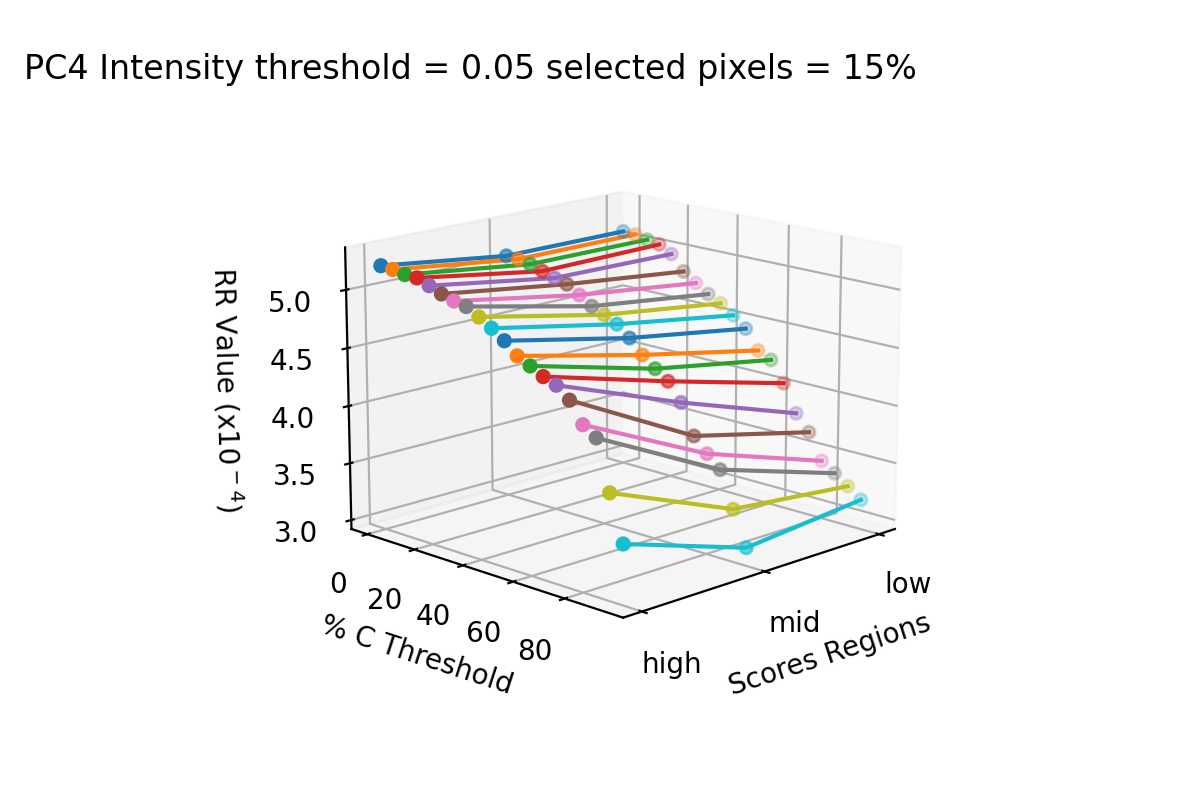 PC4 Intensity threshold = 0.05 selected pixels = 15%
RR Value (x10⁻⁴)
5.0
4.5
4.0
3.5
3.0
0
20
40
60
80
% C Threshold
low
mid
high
Scores Regions